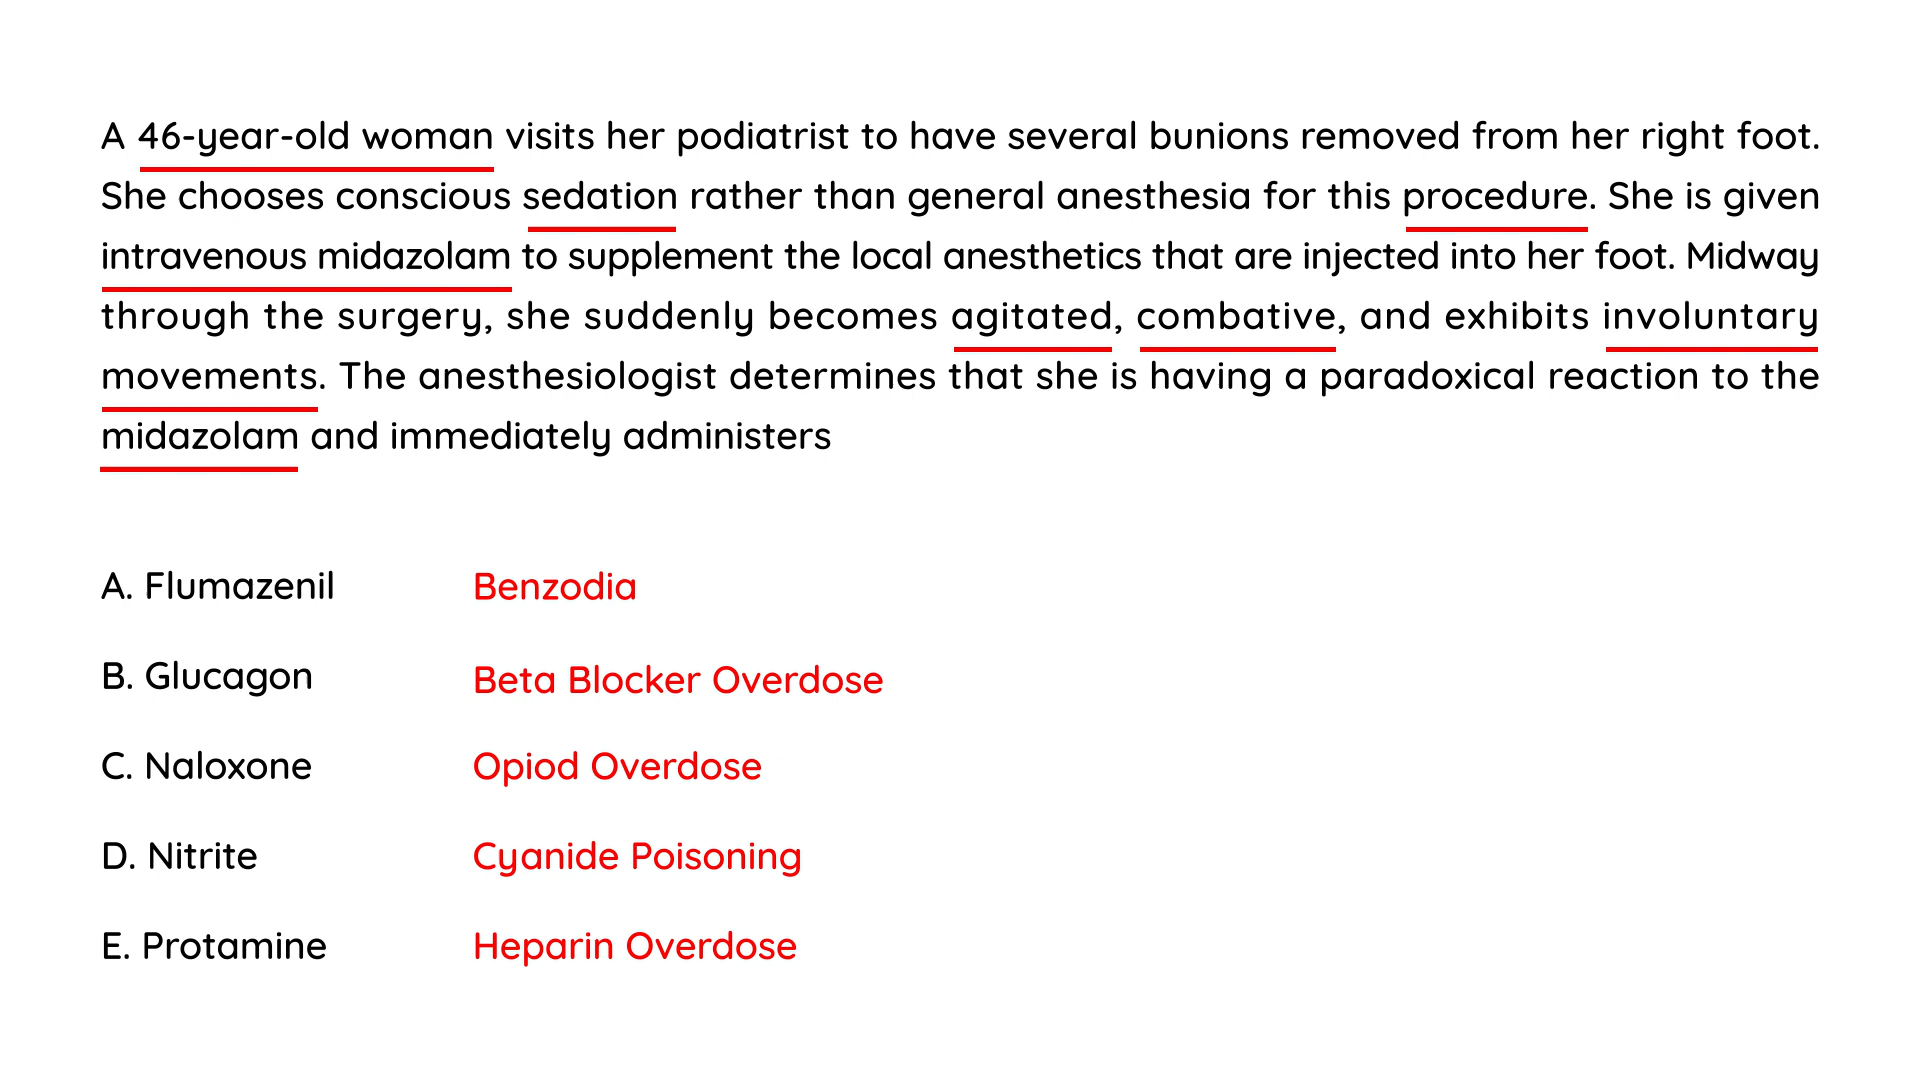 A 46-year-old woman visits her podiatrist to have several bunions removed from her right foot.
She chooses conscious sedation rather than general anesthesia for this procedure. She is given
intravenous midazolam to supplement the local anesthetics that are injected into her foot. Midway
through the surgery, she suddenly becomes agitated, combative, and exhibits involuntary
movements. The anesthesiologist determines that she is having a paradoxical reaction to the
midazolam and immediately administers
A. Flumazenil Benzodia
B. Glucagon Beta Blocker Overdose
C. Naloxone Opiod Overdose
D. Nitrite Cyanide Poisoning
E. Protamine Heparin Overdose